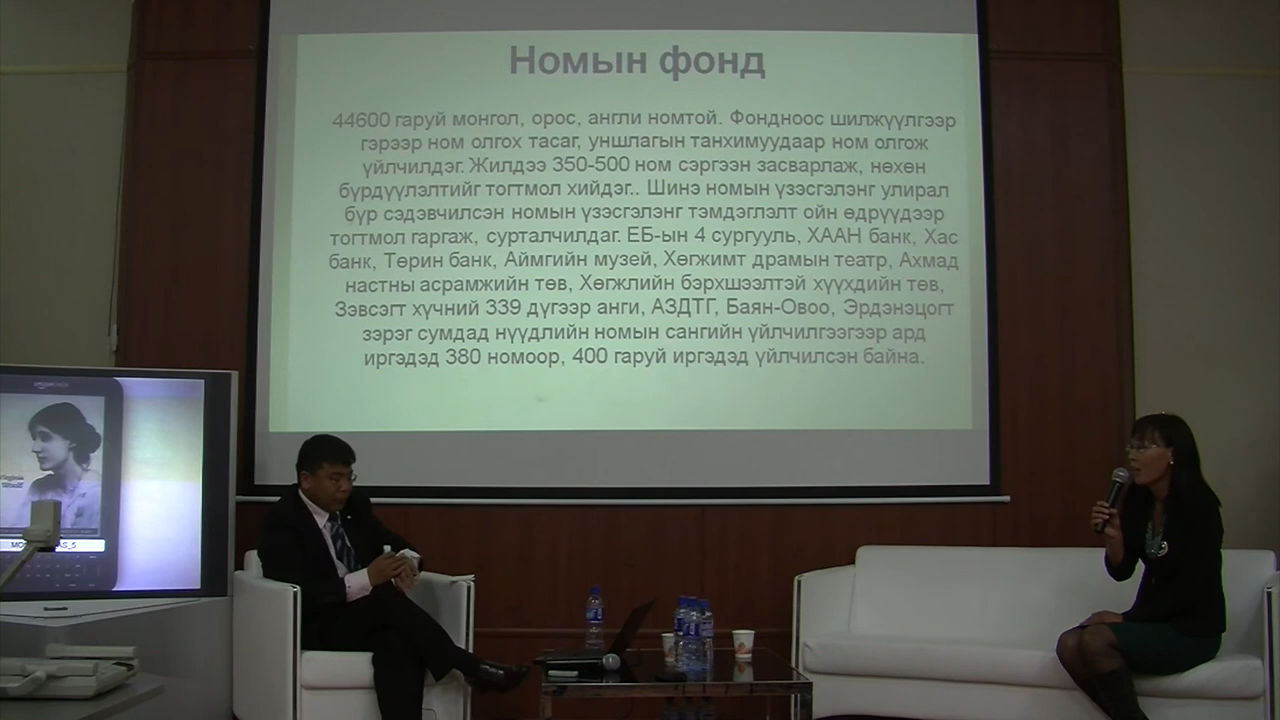 Номын фонд
44600 гаруй монгол, орос, англи номтой. Фондноос шилжүүлгээр
гэрээр ном олгох тасаг, уншлагын танхимуудаар ном олгож
үйлчилдэг. Жилдээ 350-500 ном сэргээн засварлаж, нөхөн
бүрдүүлэлтийг тогтмол хийдэг.. Шинэ номын үзэсгэлэнг улирал
бүр сэдэвчилсэн номын үзэсгэлэнг тэмдэглэлт ойн өдрүүдээр
тогтмол гаргаж, сурталчилдаг. ЕБ-ын 4 сургууль, ХААН банк, Хас
банк, Төрин банк, Аймгийн музей, Хөгжимт драмын театр, Ахмад
настны асрамжийн төв, Хөгжлийн бэрхшээлтэй хүүхдийн төв,
Зэвсэгт хүчний 339 дүгээр анги, АЗДТГ, Баян-Овоо, Эрдэнэцогт
зэрэг сумдад нүүдлийн номын сангийн үйлчилгээгээр ард
иргэдэд 380 номоор, 400 гаруй иргэдэд үйлчилсэн байна.
Virginia
Woolf